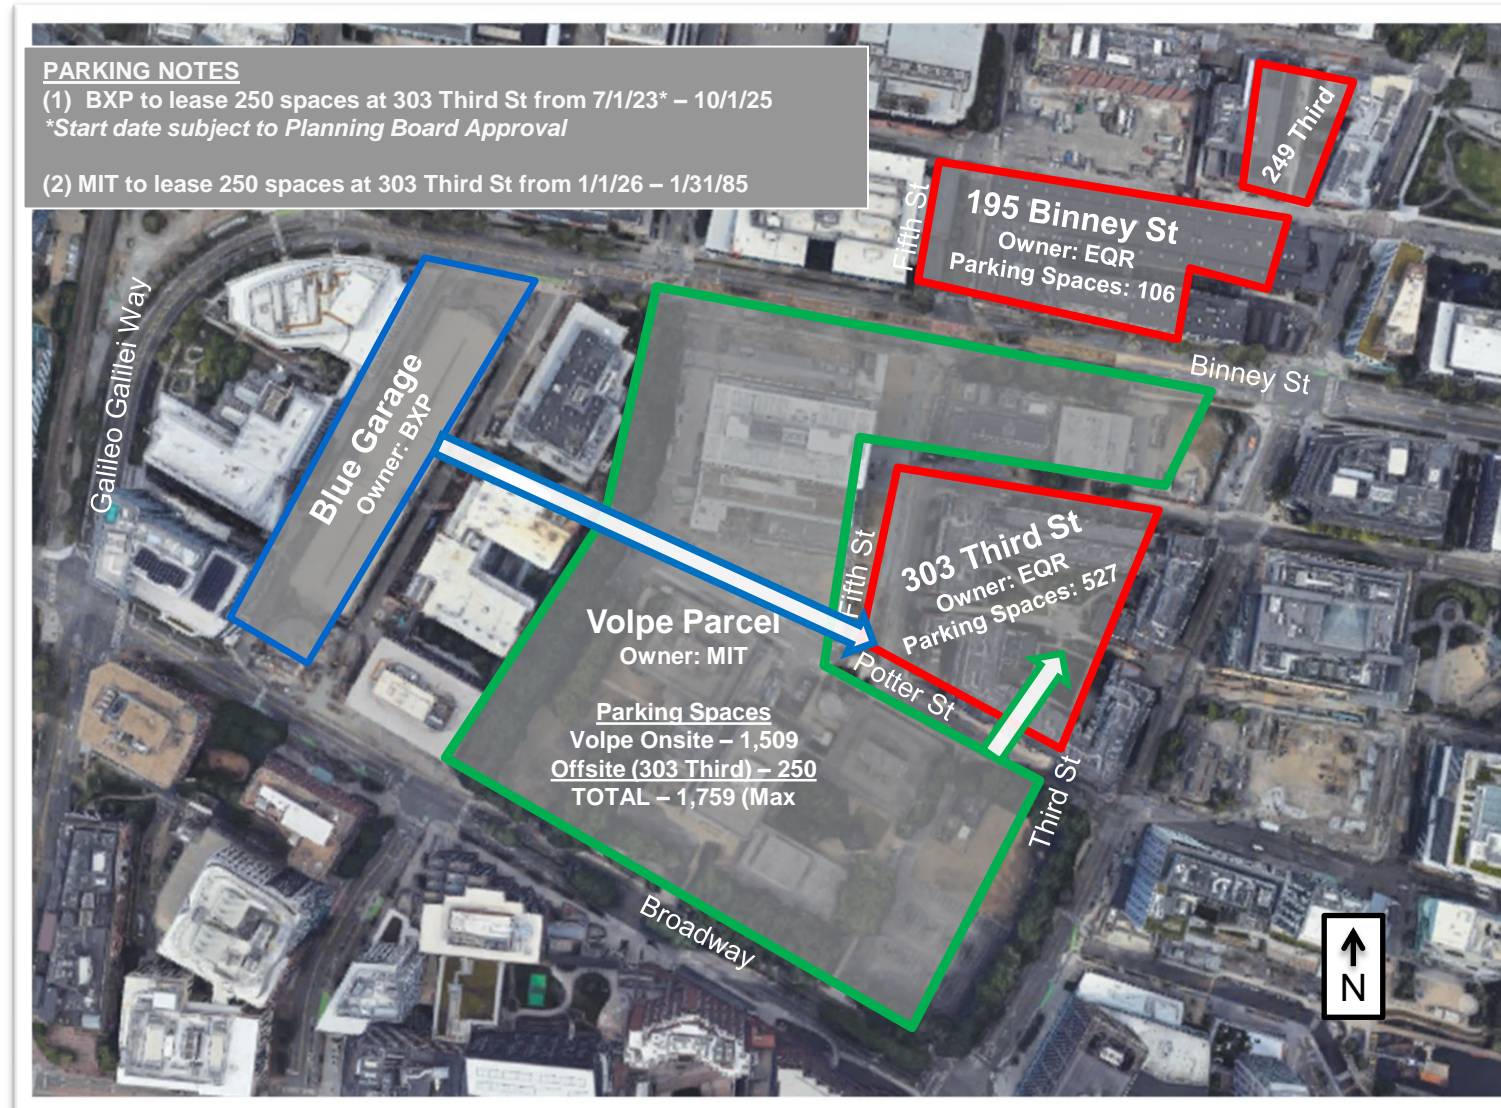 PARKING NOTES
(1) BXP to lease 250 spaces at 303 Third St from 7/1/23* – 10/1/25
*Start date subject to Planning Board Approval
(2) MIT to lease 250 spaces at 303 Third St from 1/1/26 – 1/31/85
249 Third
Fifth St
195 Binney St
Owner: EQR
Parking Spaces: 106
Binney St
Galileo Galilei Way
Blue Garage
Owner: BXP
Fifth St
303 Third St
Owner: EQR
Parking Spaces: 527
Volpe Parcel
Owner: MIT
Parking Spaces
Volpe Onsite – 1,509
Offsite (303 Third) – 250
TOTAL – 1,759 (Max
Potter St
Third St
Broadway
N